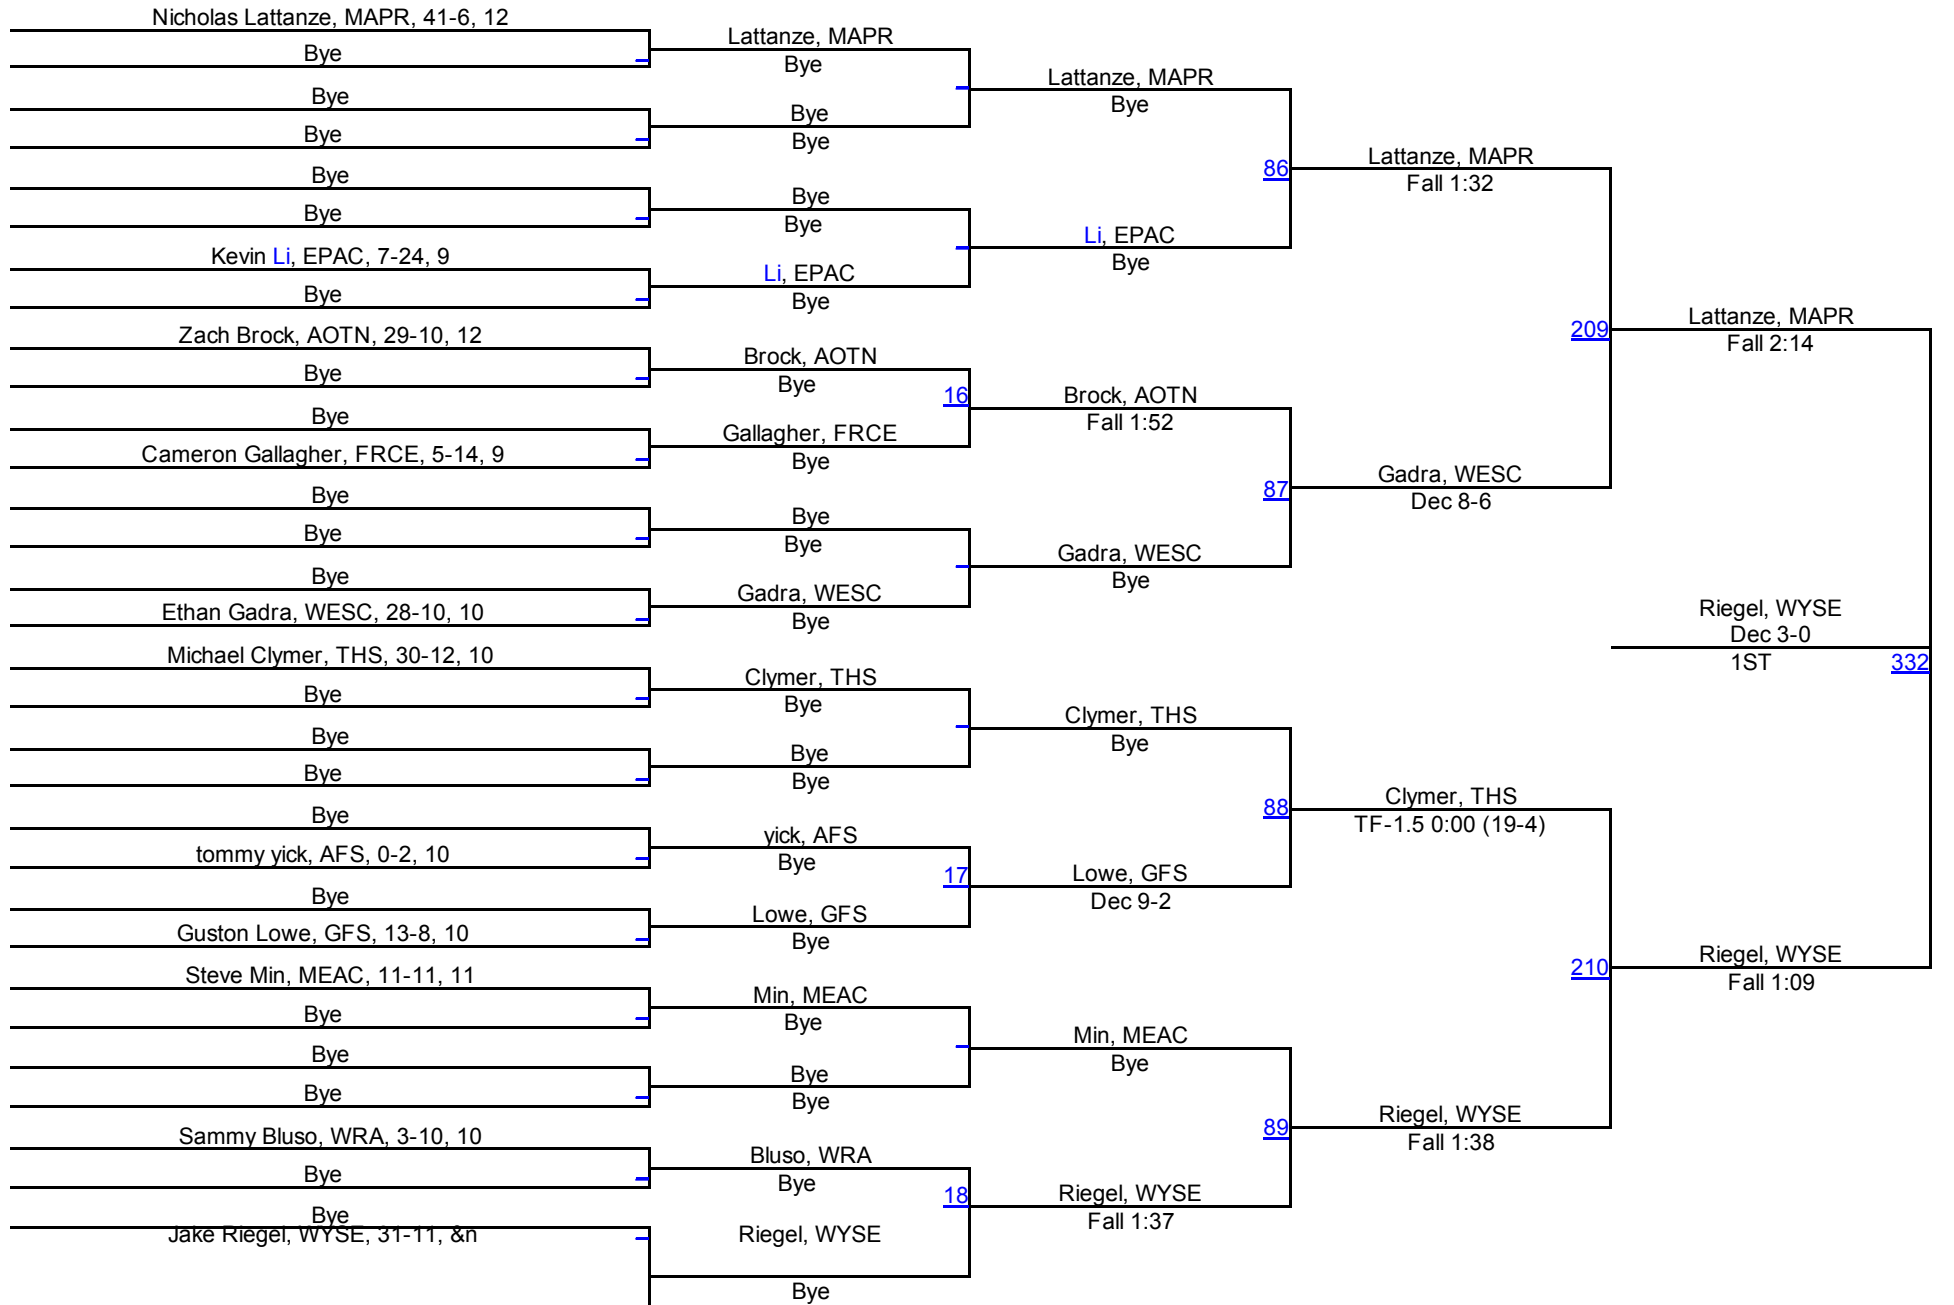 Nicholas Lattanze, MAPR, 41-6, 12
Bye
Bye
Bye
Bye
Bye
Kevin Li, EPAC, 7-24, 9
Bye
Zach Brock, AOTN, 29-10, 12
Bye
Bye
Cameron Gallagher, FRCE, 5-14, 9
Bye
Bye
Bye
Ethan Gadra, WESC, 28-10, 10
Michael Clymer, THS, 30-12, 10
Bye
Bye
Bye
Bye
tommy yick, AFS, 0-2, 10
Bye
Guston Lowe, GFS, 13-8, 10
Steve Min, MEAC, 11-11, 11
Bye
Bye
Bye
Sammy Bluso, WRA, 3-10, 10
Bye
Bye
Jake Riegel, WYSE, 31-11, &n
Lattanze, MAPR
Bye
Bye
Bye
Bye
Bye
Li, EPAC
Bye
Brock, AOTN
Bye
16
Gallagher, FRCE
Bye
Bye
Bye
Gadra, WESC
Bye
Clymer, THS
Bye
Bye
Bye
yick, AFS
Bye
17
Lowe, GFS
Bye
Min, MEAC
Bye
Bye
Bye
Bluso, WRA
Bye
18
Riegel, WYSE
Bye
Lattanze, MAPR
Bye
86
Li, EPAC
Bye
Brock, AOTN
Fall 1:52
87
Gadra, WESC
Bye
Clymer, THS
Bye
88
Lowe, GFS
Dec 9-2
Min, MEAC
Bye
89
Riegel, WYSE
Fall 1:37
Lattanze, MAPR
Fall 1:32
209
Gadra, WESC
Dec 8-6
Clymer, THS
TF-1.5 0:00 (19-4)
210
Riegel, WYSE
Fall 1:38
Lattanze, MAPR
Fall 2:14
Riegel, WYSE
Dec 3-0
1ST
332
Riegel, WYSE
Fall 1:09